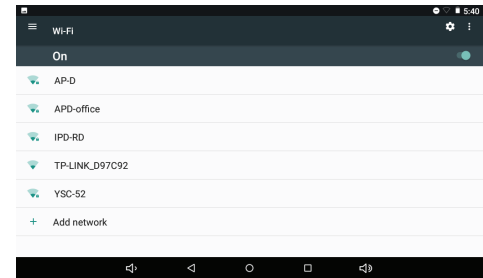 5:40
Wi-Fi
On
AP-D
APD-office
IPD-RD
TP-LINK_D97C92
YSC-52
Add network